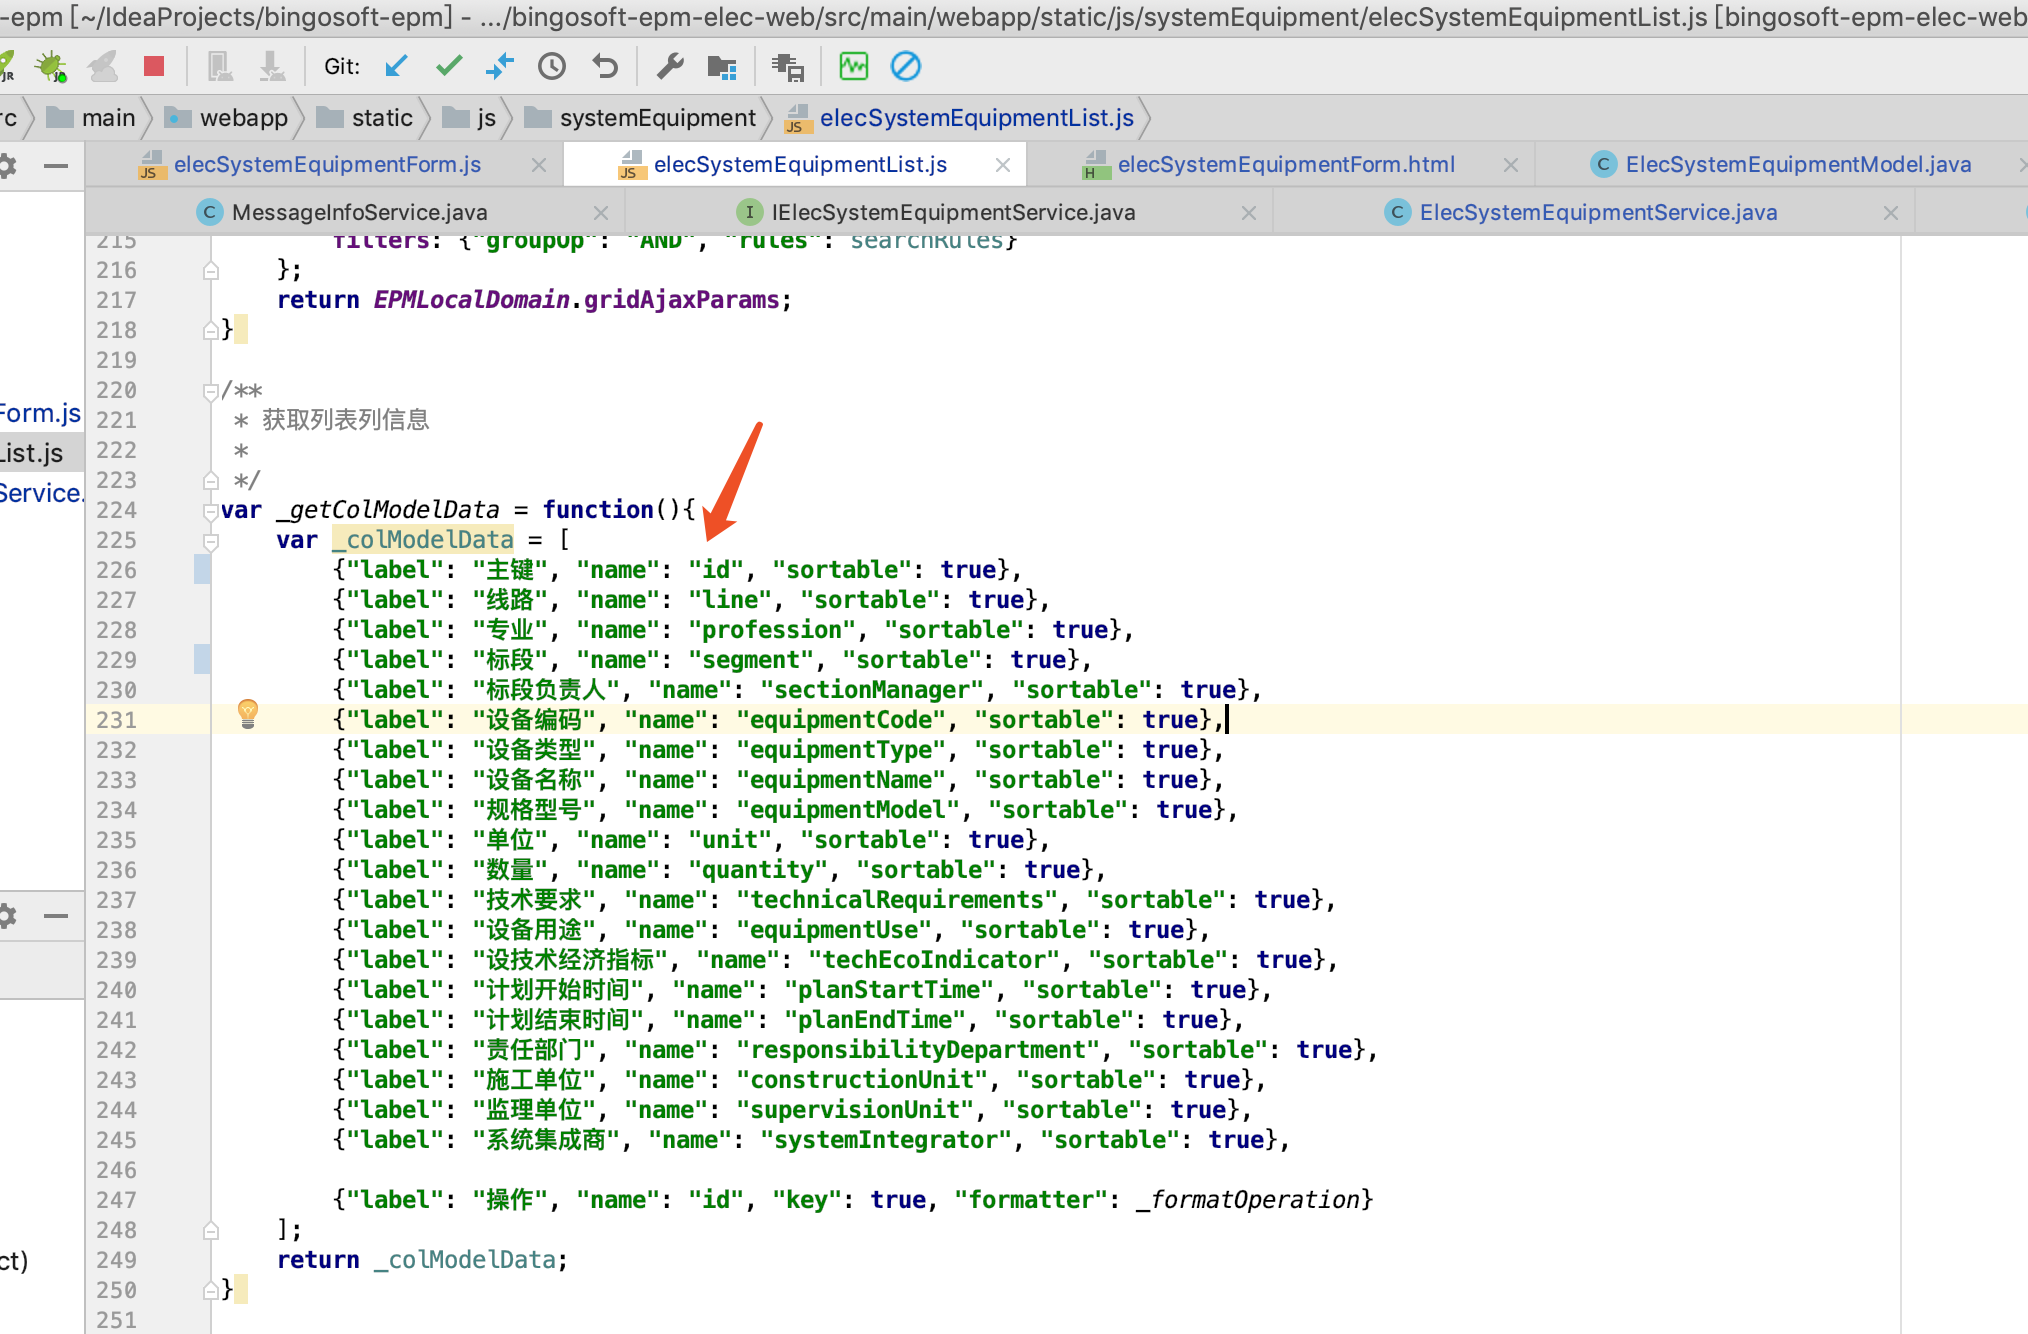 -epm [~/IdeaProjects/bingosoft-epm] - .../bingosoft-epm-elec-web/src/main/webapp/static/js/systemEquipment/elecSystemEquipmentList.js [bingosoft-epm-elec-web
Git:
rc main webapp static js systemEquipment elecSystemEquipmentList.js
elecSystemEquipmentForm.js elecSystemEquipmentList.js elecSystemEquipmentForm.html ElecSystemEquipmentModel.java
MessageInfoService.java IElecSystemEquipmentService.java ElecSystemEquipmentService.java
Form.js
List.js
Service.
ct)
215 filters: {"groupOp": "AND", "rules": searchRules}
216 };
217 return EPMLocalDomain.gridAjaxParams;
218 }
219
220 /**
221 * 获取列表列信息
222 *
223 */
224 var _getColModelData = function(){
225 var _colModelData = [
226 {"label": "主键", "name": "id", "sortable": true},
227 {"label": "线路", "name": "line", "sortable": true},
228 {"label": "专业", "name": "profession", "sortable": true},
229 {"label": "标段", "name": "segment", "sortable": true},
230 {"label": "标段负责人", "name": "sectionManager", "sortable": true},
231 {"label": "设备编码", "name": "equipmentCode", "sortable": true},
232 {"label": "设备类型", "name": "equipmentType", "sortable": true},
233 {"label": "设备名称", "name": "equipmentName", "sortable": true},
234 {"label": "规格型号", "name": "equipmentModel", "sortable": true},
235 {"label": "单位", "name": "unit", "sortable": true},
236 {"label": "数量", "name": "quantity", "sortable": true},
237 {"label": "技术要求", "name": "technicalRequirements", "sortable": true},
238 {"label": "设备用途", "name": "equipmentUse", "sortable": true},
239 {"label": "设技术经济指标", "name": "techEcoIndicator", "sortable": true},
240 {"label": "计划开始时间", "name": "planStartTime", "sortable": true},
241 {"label": "计划结束时间", "name": "planEndTime", "sortable": true},
242 {"label": "责任部门", "name": "responsibilityDepartment", "sortable": true},
243 {"label": "施工单位", "name": "constructionUnit", "sortable": true},
244 {"label": "监理单位", "name": "supervisionUnit", "sortable": true},
245 {"label": "系统集成商", "name": "systemIntegrator", "sortable": true},
246
247 {"label": "操作", "name": "id", "key": true, "formatter": _formatOperation}
248 ];
249 return _colModelData;
250 }
251